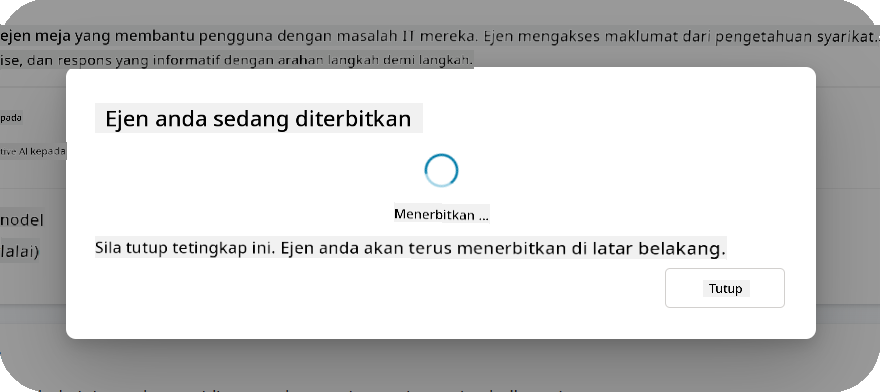 ejen meja yang membantu pengguna dengan masalah IT mereka. Ejen mengakses maklumat dari pengetahuan syarikat.
ise, dan respons yang informatif dengan arahan langkah demi langkah.
Ejen anda sedang diterbitkan
pada
tive AI kepada
Menerbitkan ...
model
lalai)
Sila tutup tetingkap ini. Ejen anda akan terus menerbitkan di latar belakang.
Tutup